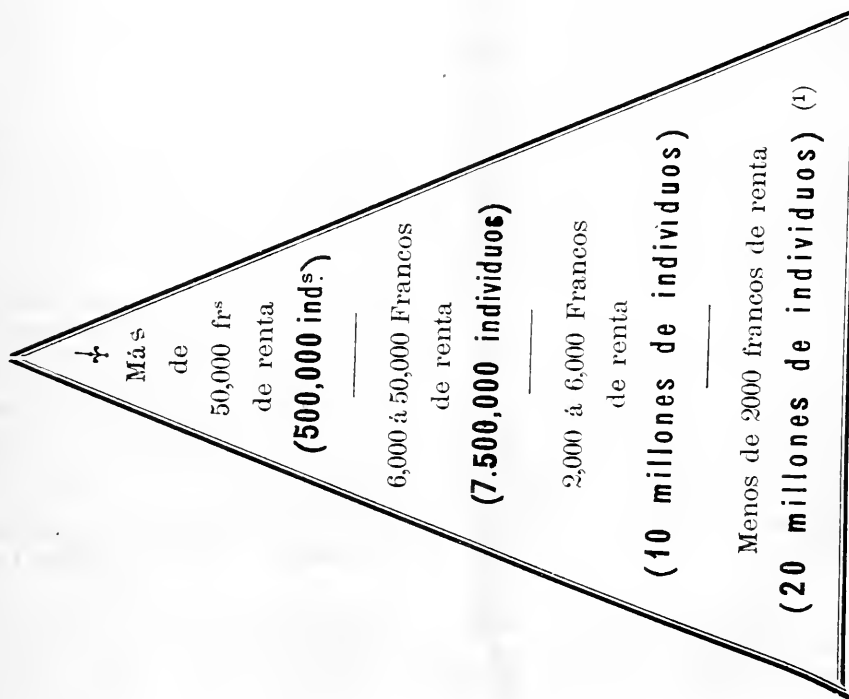 Más
de
50,000 frs
de renta
(500,000 inds.)
6,000 á 50,000 Francos
de renta
(7.500,000 individuos)
2,000 á 6,000 Francos
de renta
(10 millones de individuos)
Menos de 2000 francos de renta
(20 millones de individuos) (1)